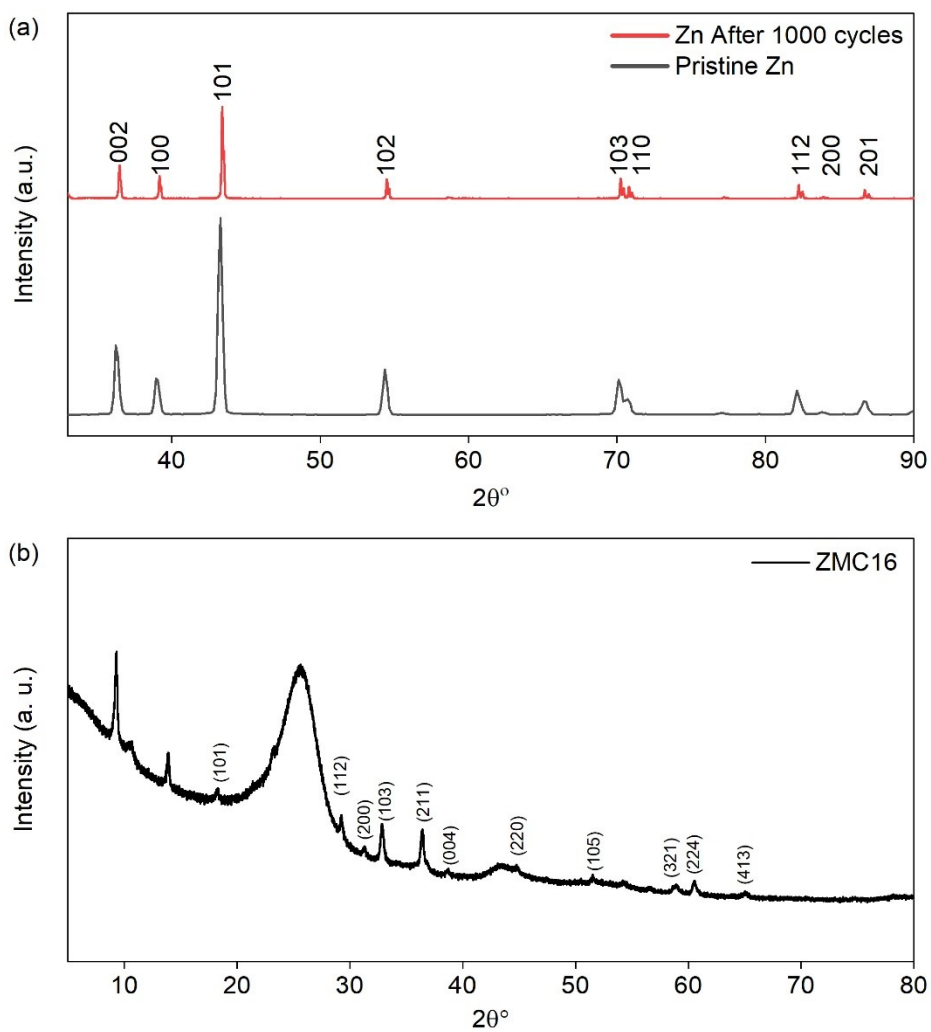 (a)
Zn After 1000 cycles
Pristine Zn
002
100
101
102
103
110
112
200
201
Intensity (a.u.)
40 50 60 70 80 90
2θº
(b)
ZMC16
(101)
(112)
(200)
(103)
(211)
(004)
(220)
(105)
(321)
(224)
(413)
Intensity (a. u.)
10 20 30 40 50 60 70 80
2θ°